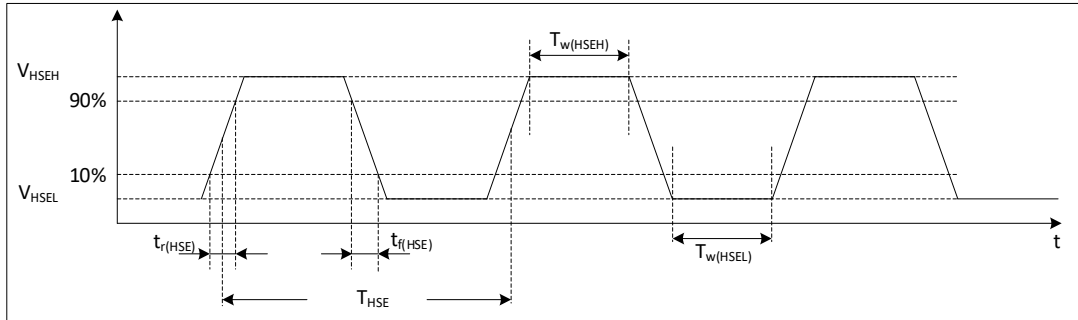 T_w(HSEH)
V_HSEH
90%
10%
V_HSEL
t_r(HSE)
t_f(HSE)
T_w(HSEL)
t
T_HSE